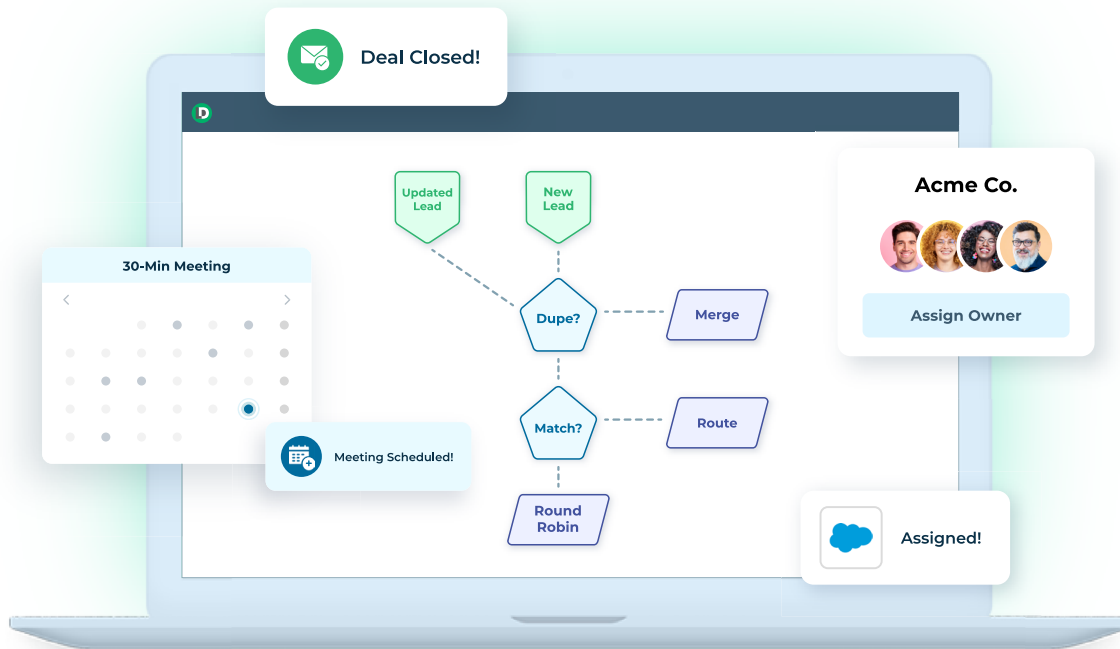 Deal Closed!
D
Updated
Lead
New
Lead
Acme Co.
30-Min Meeting
Dupe?
Merge
Assign Owner
Match?
Route
Meeting Scheduled!
Round
Robin
Assigned!